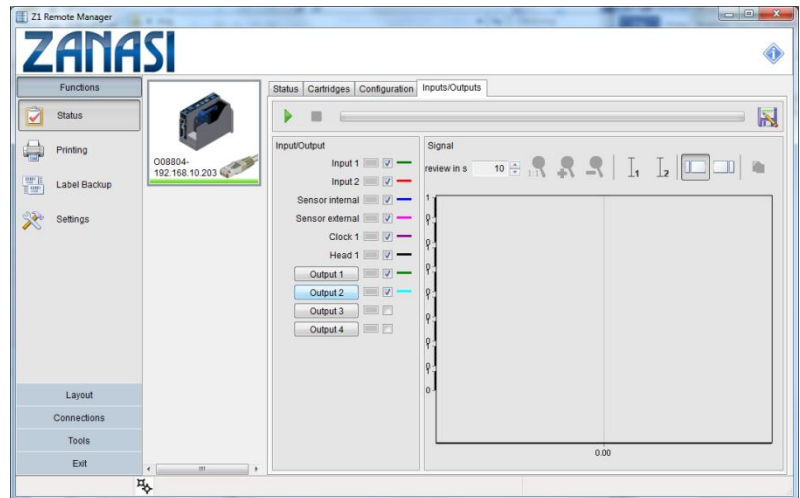 Z1 Remote Manager
ZANASI
Functions
Status
Printing
Label Backup
Settings
Layout
Connections
Tools
Exit
O08804-
192.168.10.203
Status Cartridges Configuration Inputs/Outputs
Input/Output
Input 1
Input 2
Sensor internal
Sensor external
Clock 1
Head 1
Output 1
Output 2
Output 3
Output 4
Signal
review in s 10
1:1
1
2
1
0
0.00